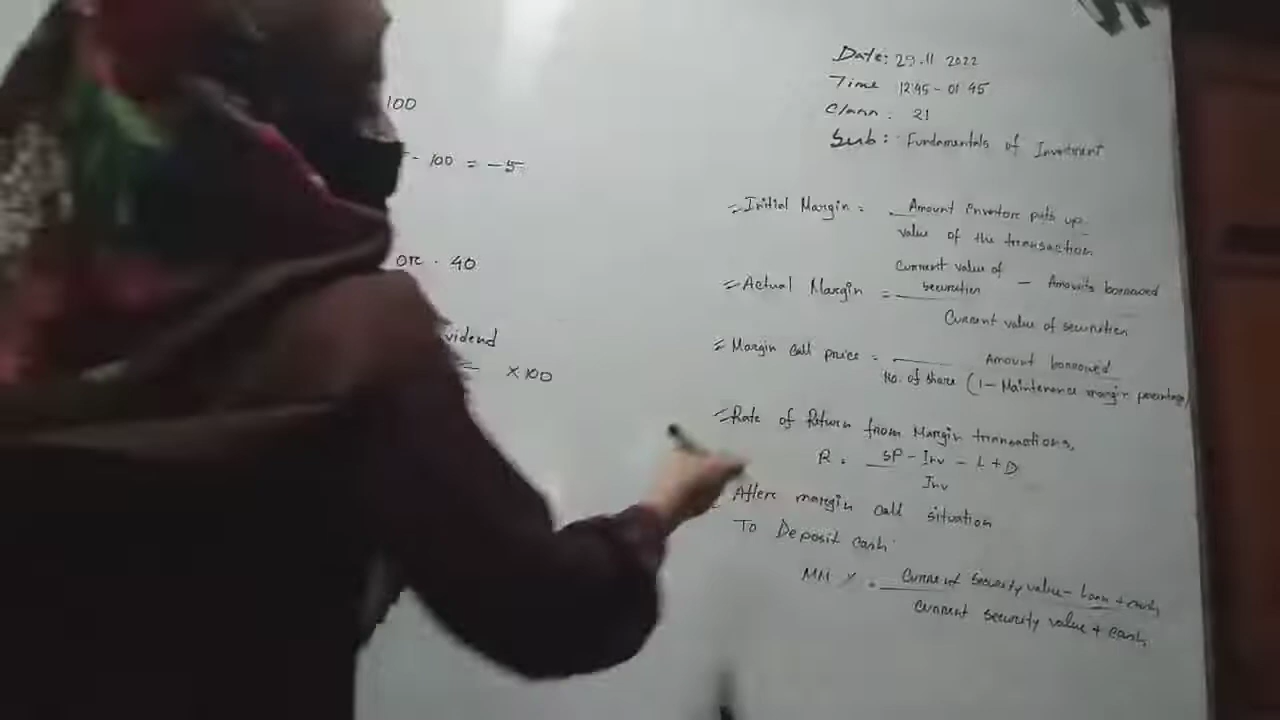 100
- 100 = -5
or . 40
vidend
x 100
Date: 29.11 2022
Time 12:45 - 01 45
Class . 21
Sub: Fundamentals of Investment
= Initial Margin = Amount investors puts up
value of the transaction
= Actual Margin = Current value of securities - Amounts borrowed
Current value of securities
= Margin call price = Amount borrowed
No. of share (1 - Maintenance margin percentage)
= Rate of Return from Margin transactions,
R = SP - Inv - L + D
Inv
After margin call situation
To Deposit cash
MM % = Current security value - Loan + cash
Current security value + cash